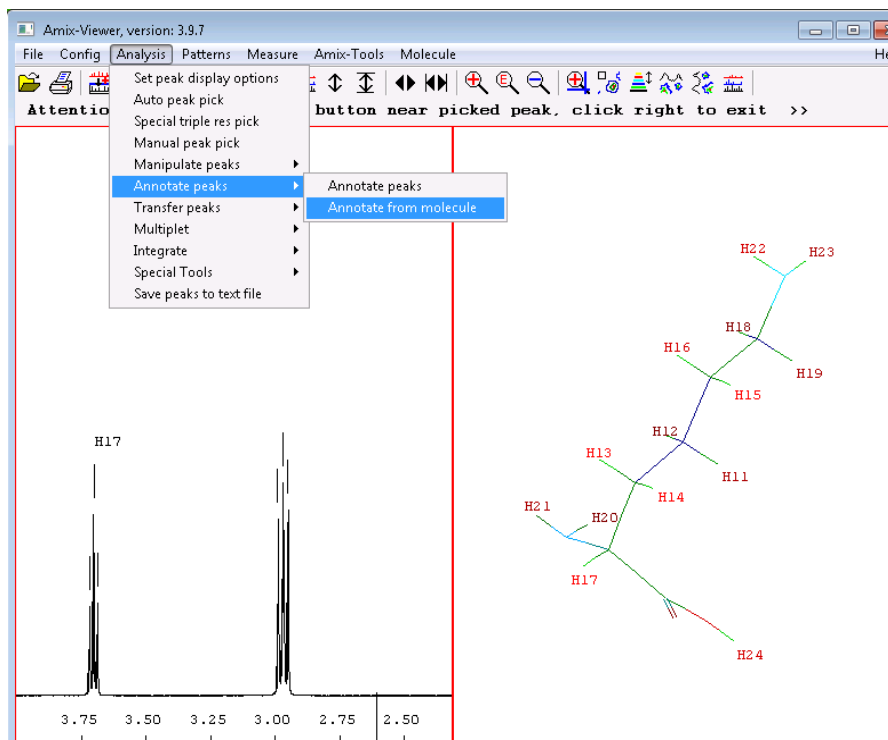 Amix-Viewer, version: 3.9.7
File Config Analysis Patterns Measure Amix-Tools Molecule He
Set peak display options
Attentio button near picked peak, click right to exit >>
Auto peak pick
Special triple res pick
Manual peak pick
Manipulate peaks
Annotate peaks
Annotate peaks
Transfer peaks
Annotate from molecule
Multiplet
Integrate
Special Tools
Save peaks to text file
H17
3.75 3.50 3.25 3.00 2.75 2.50
H22 H23
H18
H16
H19
H15
H12
H13
H11
H14
H21
H20
H17
H24